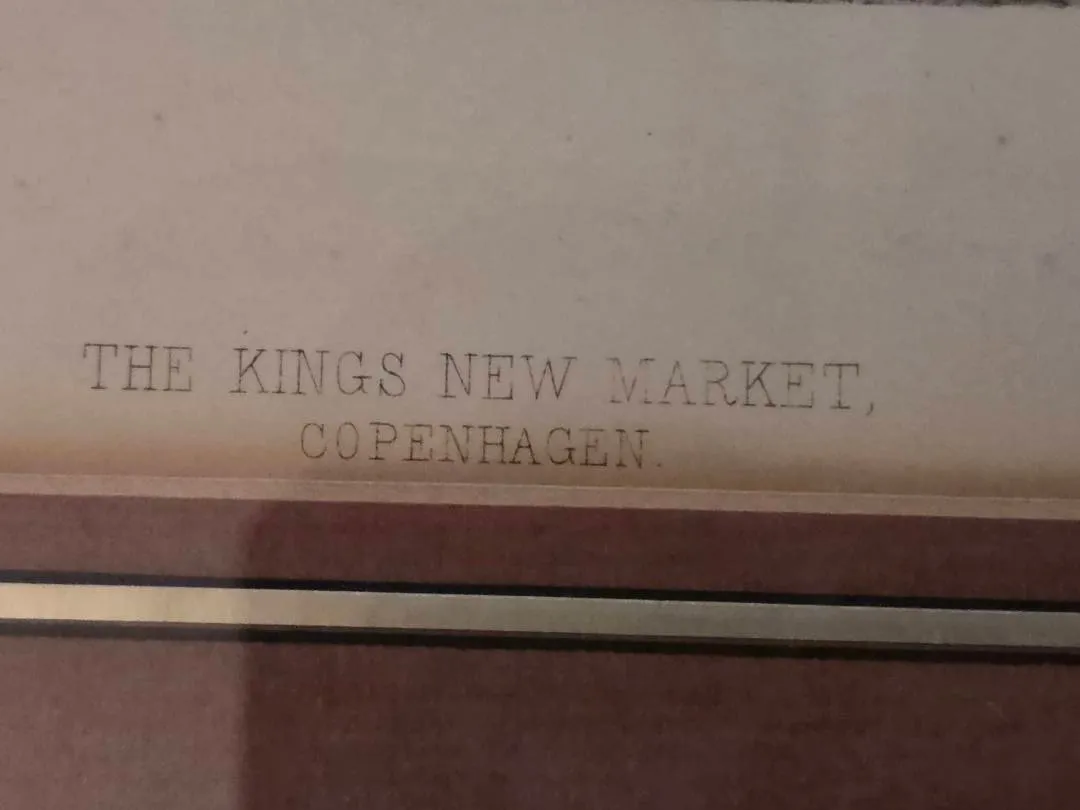 THE KINGS NEW MARKET,
COPENHAGEN.